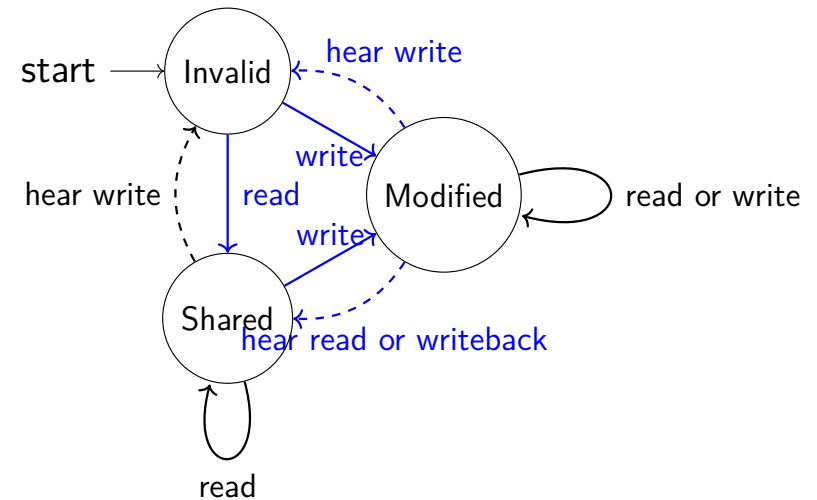 hear write
start
Invalid
write
hear write
read
Modified
read or write
write
Shared
hear read or writeback
read